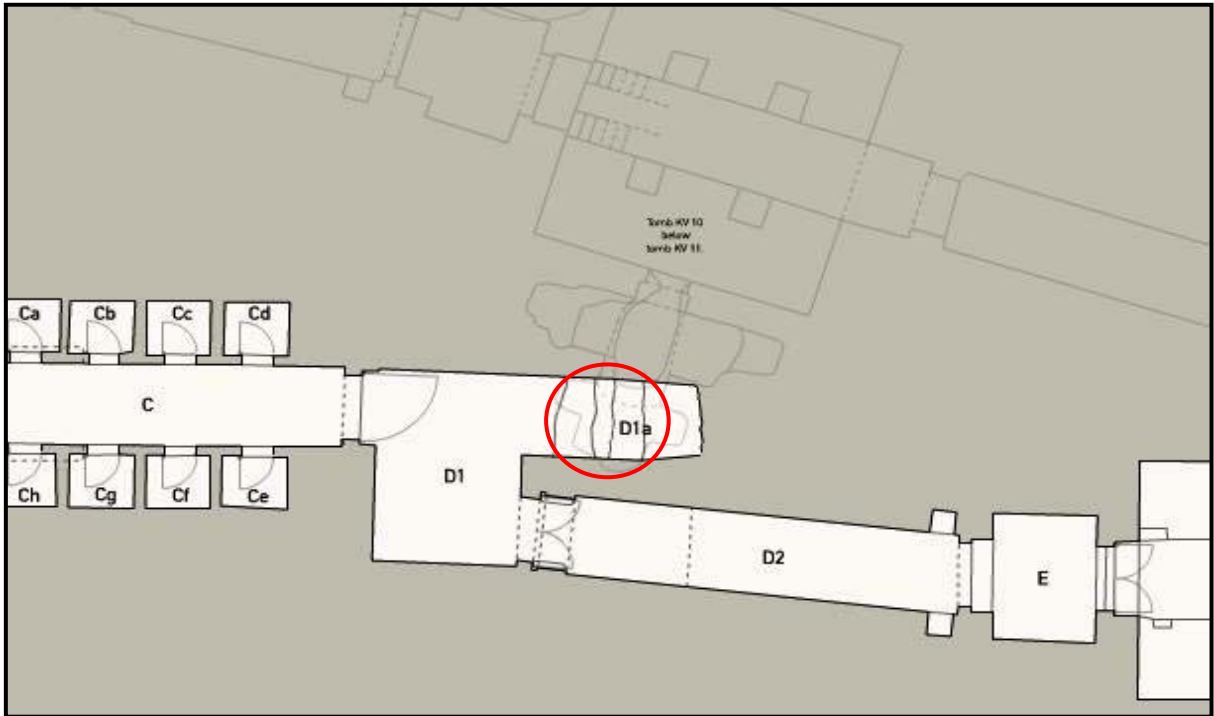 Tomb KV 10
below
tomb KV 11.
Ca Cb Cc Cd
C
D1a
D1
Ch Cg Cf Ce
D2
E